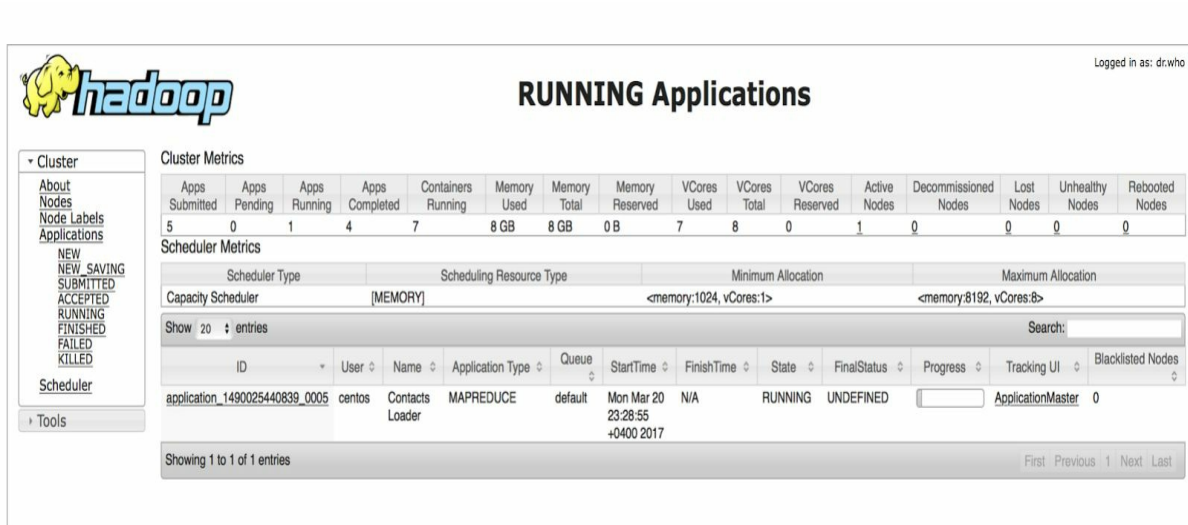 Logged in as: dr.who
hadoop
RUNNING Applications
Cluster
About
Nodes
Node Labels
Applications
NEW
NEW_SAVING
SUBMITTED
ACCEPTED
RUNNING
FINISHED
FAILED
KILLED
Scheduler
Tools
Cluster Metrics
Apps Submitted Apps Pending Apps Running Apps Completed Containers Running Memory Used Memory Total Memory Reserved VCores Used VCores Total VCores Reserved Active Nodes Decommissioned Nodes Lost Nodes Unhealthy Nodes Rebooted Nodes
5 0 1 4 7 8 GB 8 GB 0 B 7 8 0 1 0 0 0 0
Scheduler Metrics
Scheduler Type Scheduling Resource Type Minimum Allocation Maximum Allocation
Capacity Scheduler [MEMORY] <memory:1024, vCores:1> <memory:8192, vCores:8>
Show 20 entries Search:
ID User Name Application Type Queue StartTime FinishTime State FinalStatus Progress Tracking UI Blacklisted Nodes
application_1490025440839_0005 centos Contacts Loader MAPREDUCE default Mon Mar 20 23:28:55 +0400 2017 N/A RUNNING UNDEFINED ApplicationMaster 0
Showing 1 to 1 of 1 entries First Previous 1 Next Last